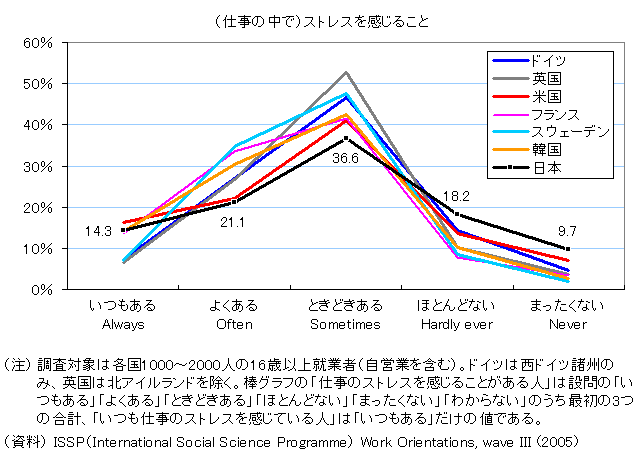 （仕事の中で）ストレスを感じること
60%
50%
40%
30%
20%
10%
0%
ドイツ
英国
米国
フランス
スウェーデン
韓国
日本
14.3
21.1
36.6
18.2
9.7
いつもある
Always
よくある
Often
ときどきある
Sometimes
ほとんどない
Hardly ever
まったくない
Never
（注） 調査対象は各国1000～2000人の16歳以上就業者（自営業を含む）。ドイツは西ドイツ諸州の
み、英国は北アイルランドを除く。棒グラフの「仕事のストレスを感じることがある人」は設問の「い
つもある」「よくある」「ときどきある」「ほとんどない」「まったくない」「わからない」のうち最初の3つ
の合計、「いつも仕事のストレスを感じている人」は「いつもある」だけの値である。
（資料） ISSP（International Social Science Programme） Work Orientations, wave III （2005）